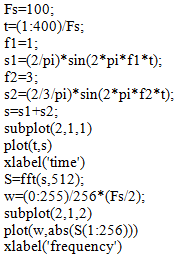 Fs=100;
t=(1:400)/Fs;
f1=1;
s1=(2/pi)*sin(2*pi*f1*t);
f2=3;
s2=(2/3/pi)*sin(2*pi*f2*t);
s=s1+s2;
subplot(2,1,1)
plot(t,s)
xlabel('time')
S=fft(s,512);
w=(0:255)/256*(Fs/2);
subplot(2,1,2)
plot(w,abs(S(1:256)))
xlabel('frequency')